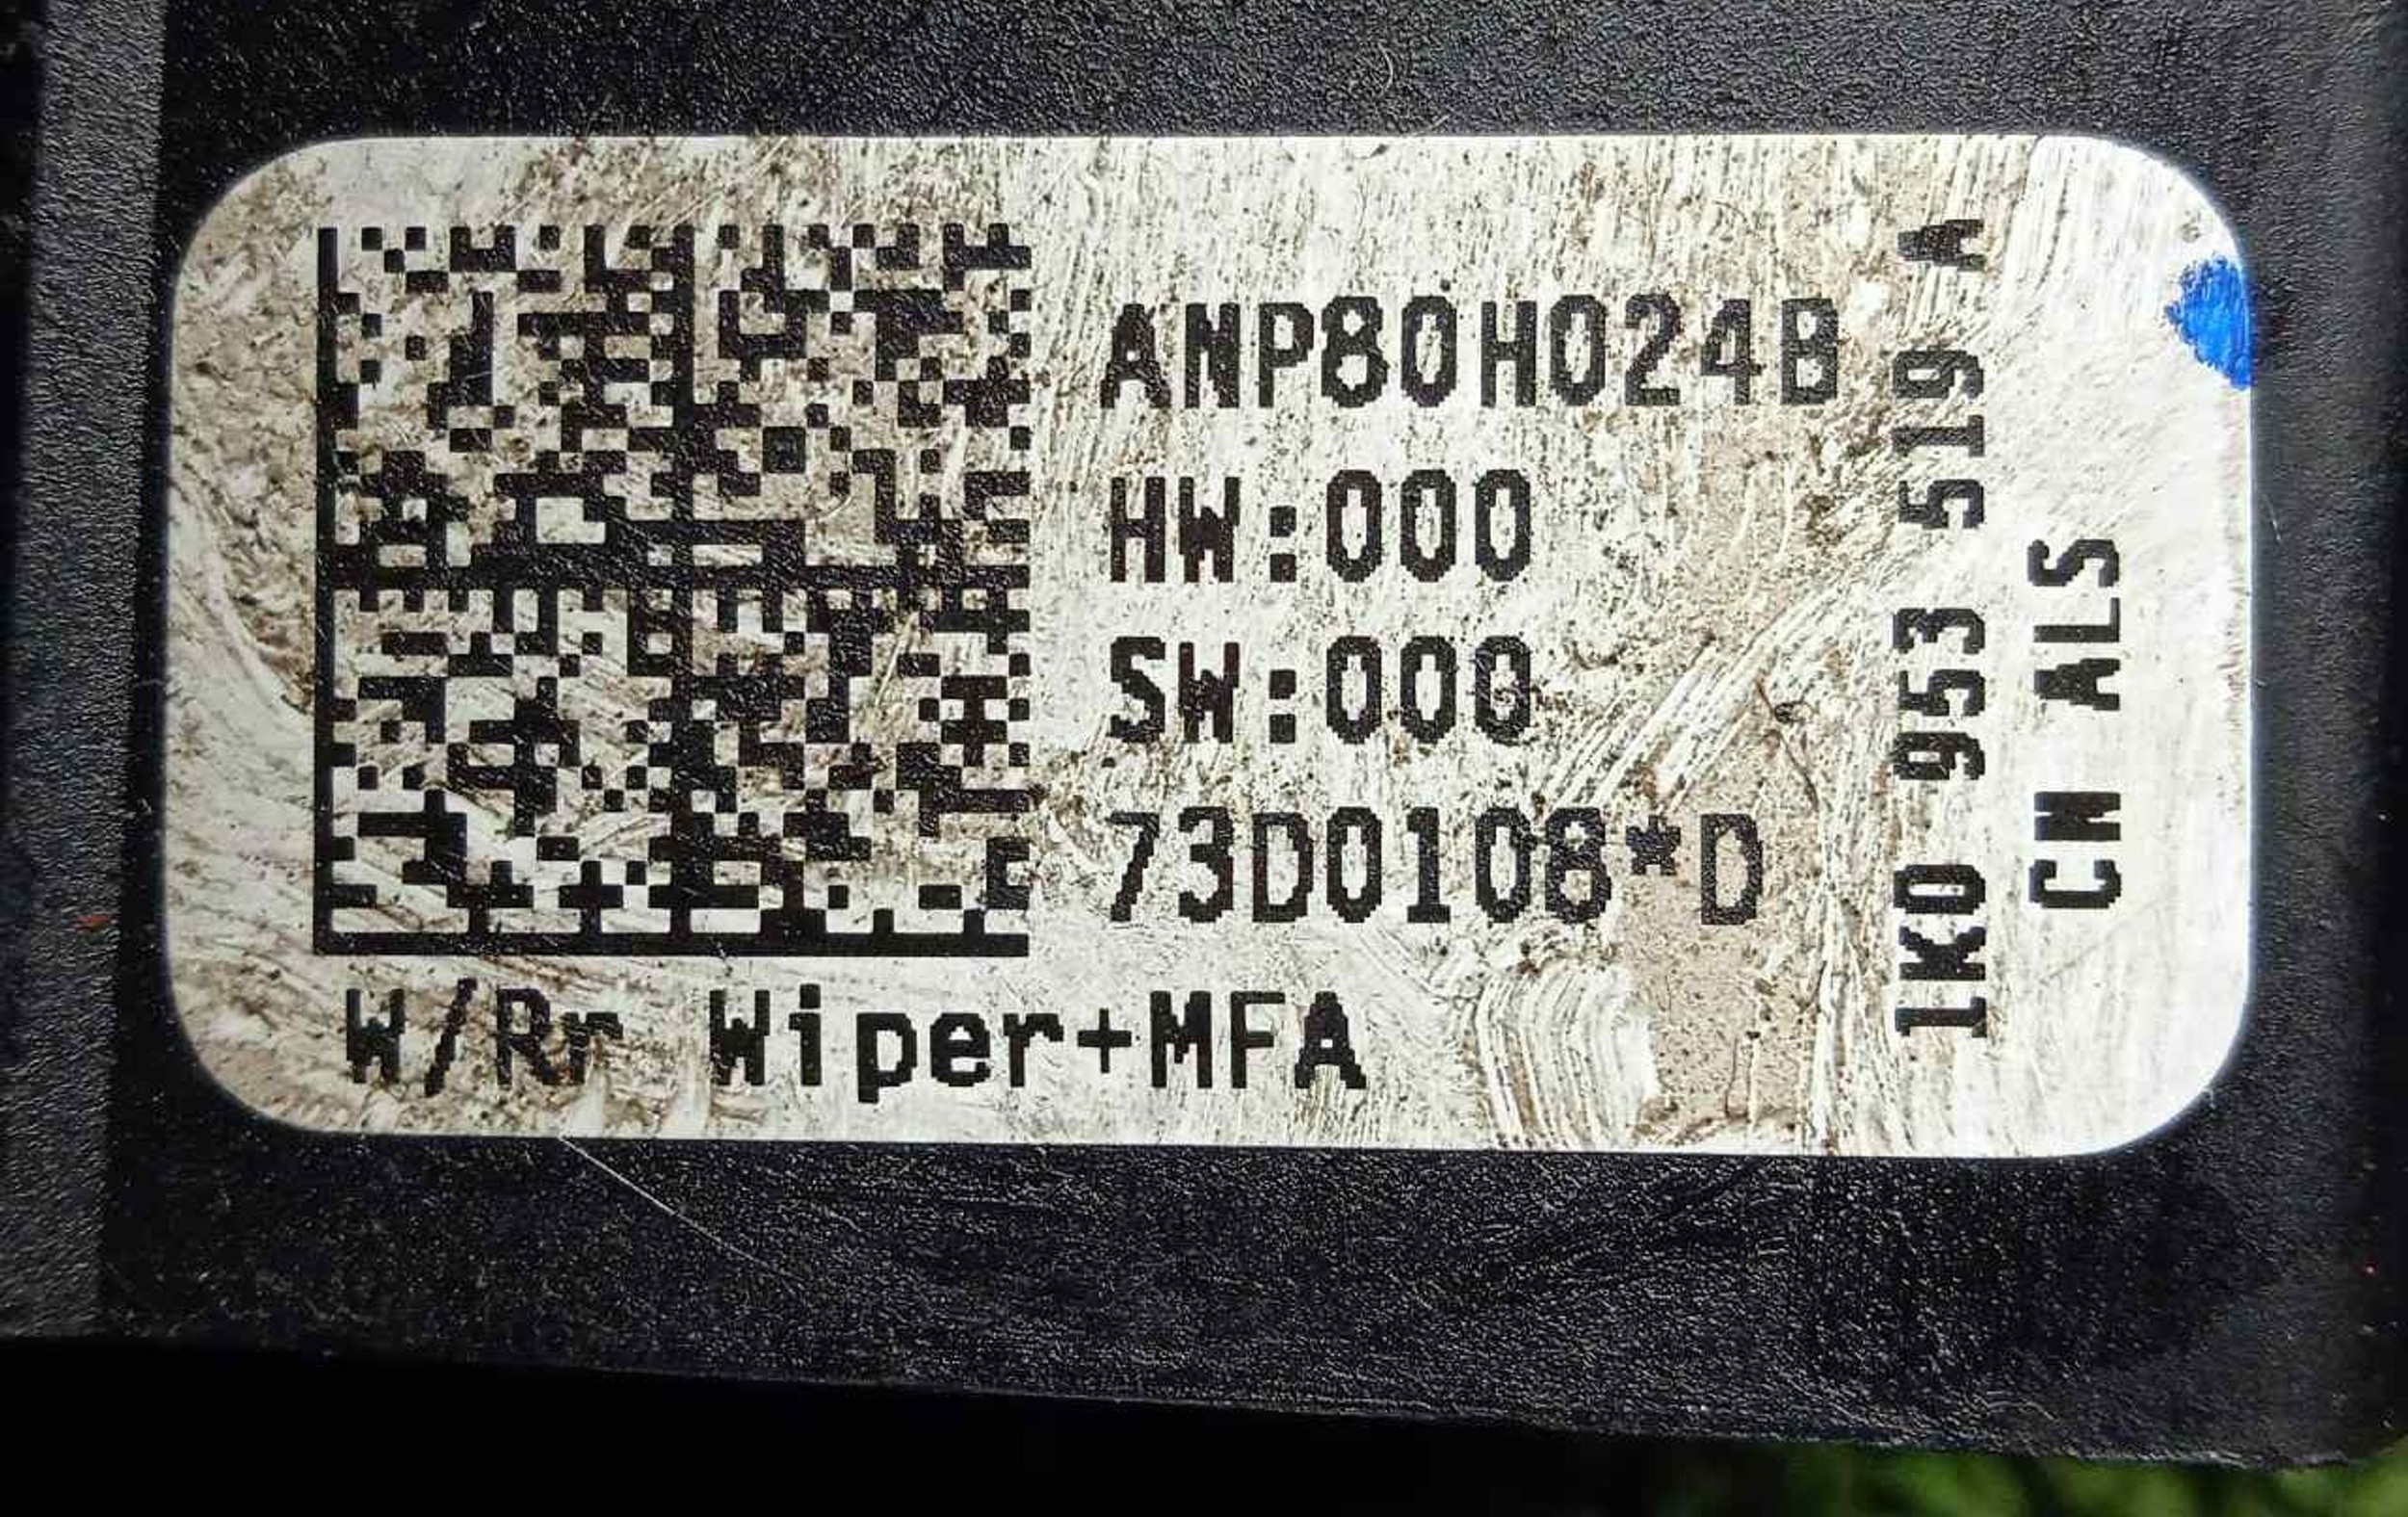 ANP80H024B
HW:000
SW:000
73D0108*D
W/Rr Wiper+MFA
1K0 953 519 A
CN ALS